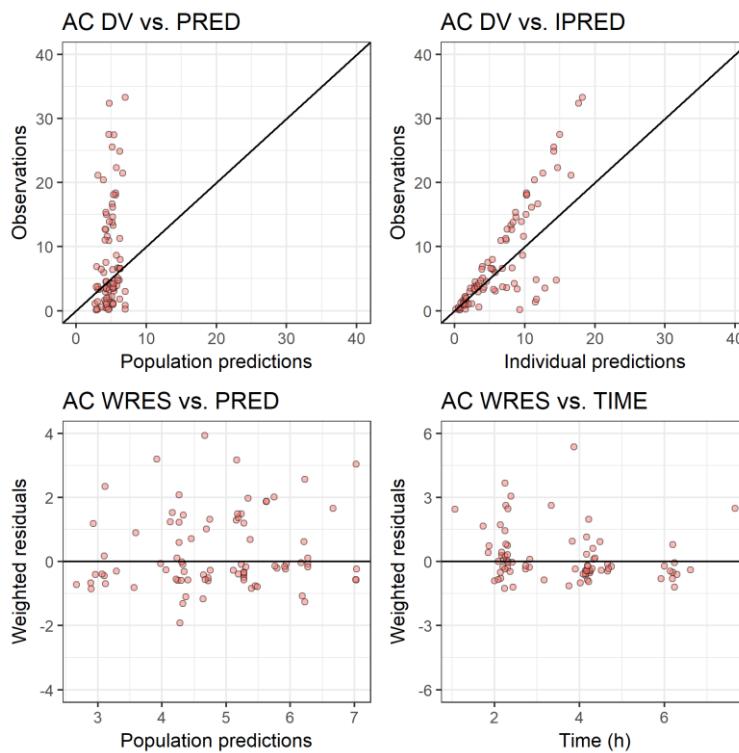 AC DV vs. PRED
AC DV vs. IPRED
Observations
40
30
20
10
0
0 10 20 30 40
Population predictions
Observations
40
30
20
10
0
0 10 20 30 40
Individual predictions
AC WRES vs. PRED
AC WRES vs. TIME
Weighted residuals
4
2
0
-2
-4
3 4 5 6 7
Population predictions
Weighted residuals
6
3
0
-3
-6
2 4 6
Time (h)